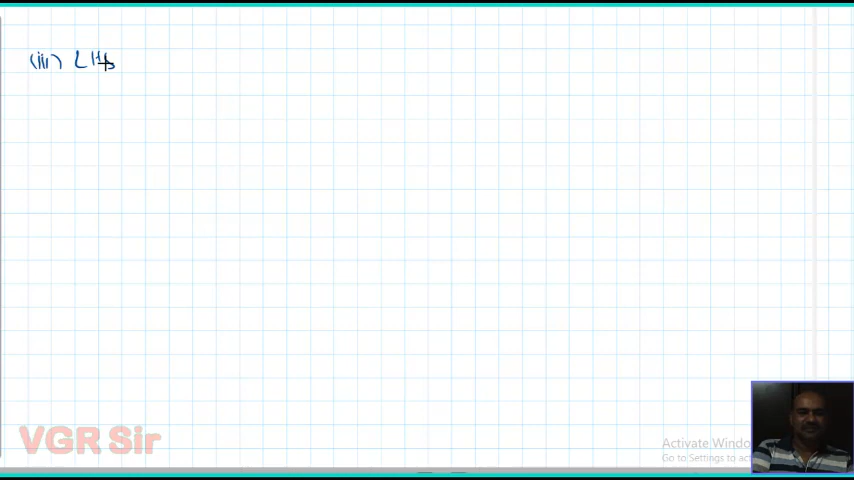 (iii) LHS
VGR Sir
Activate Windo
Go to Settings to ac